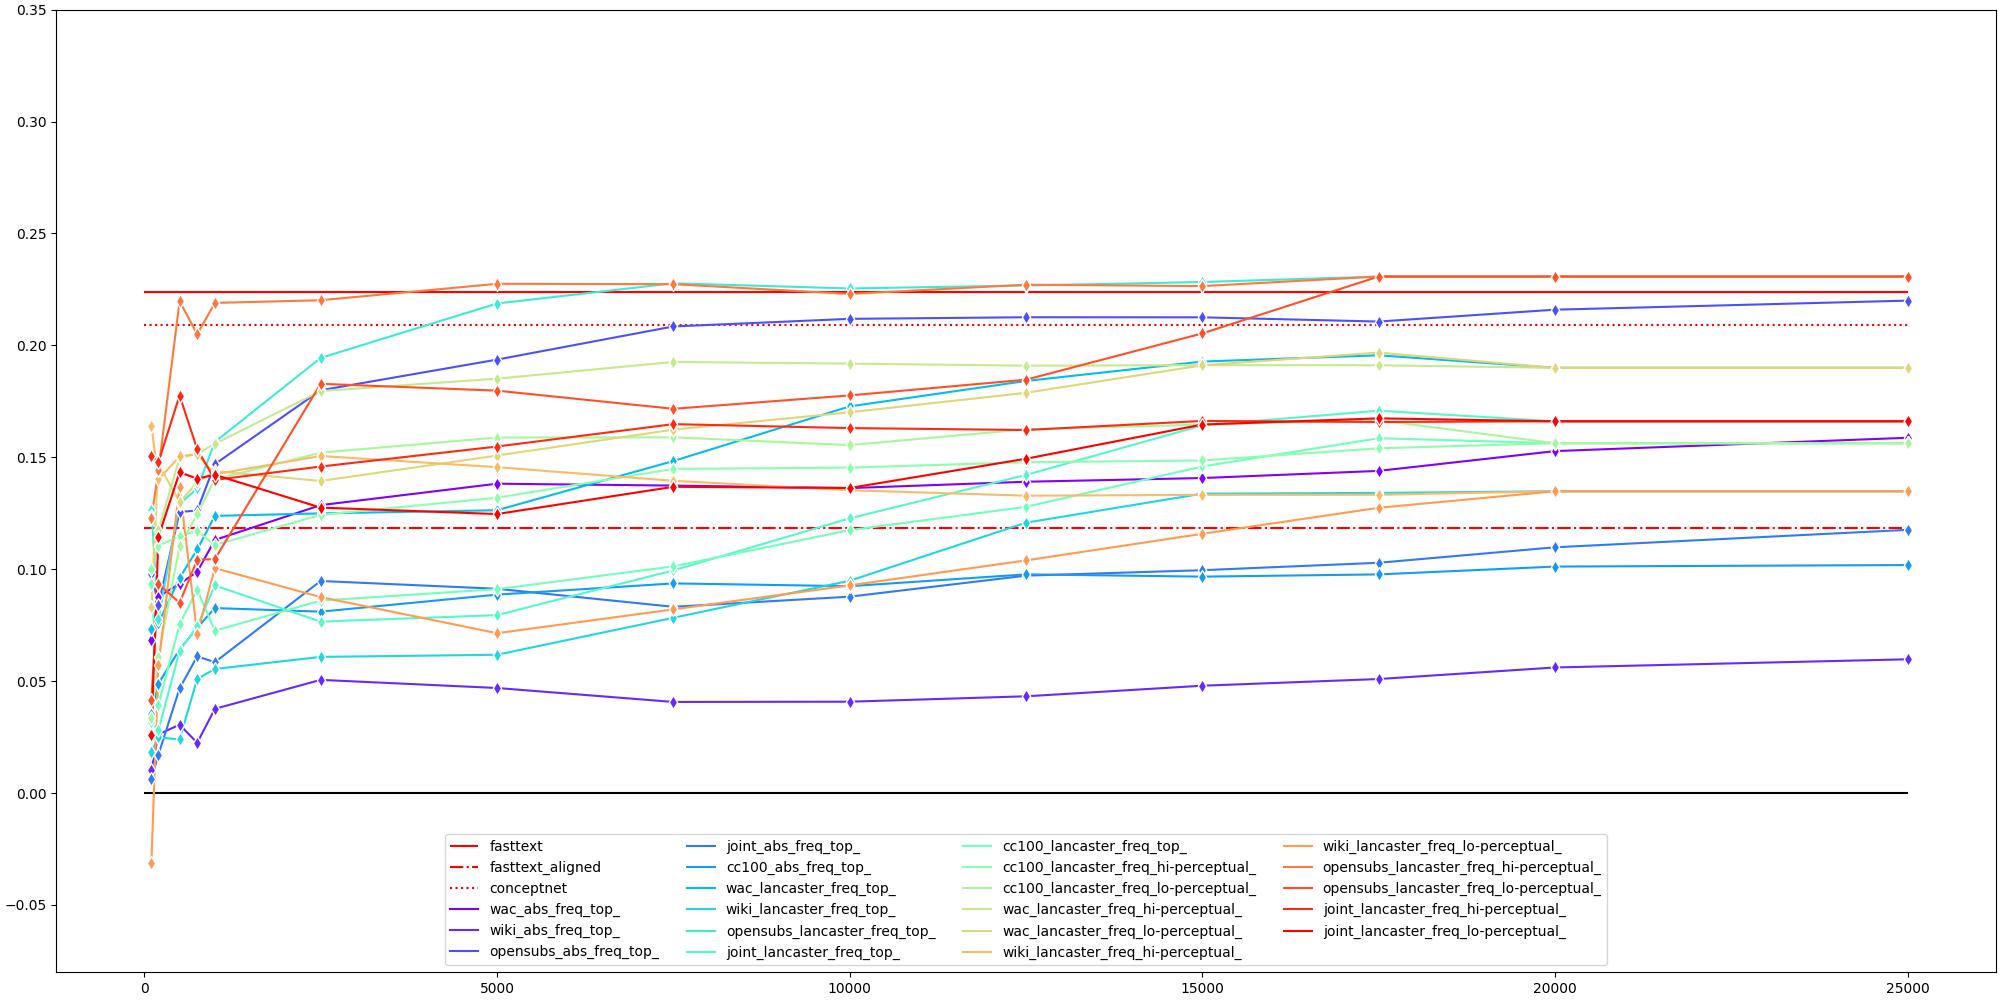 0.35
0.30
0.25
0.20
0.15
0.10
0.05
0.00
−0.05
fasttext
fasttext_aligned
conceptnet
wac_abs_freq_top_
wiki_abs_freq_top_
opensubs_abs_freq_top_
joint_abs_freq_top_
cc100_abs_freq_top_
wac_lancaster_freq_top_
wiki_lancaster_freq_top_
opensubs_lancaster_freq_top_
joint_lancaster_freq_top_
cc100_lancaster_freq_top_
cc100_lancaster_freq_hi-perceptual_
cc100_lancaster_freq_lo-perceptual_
wac_lancaster_freq_hi-perceptual_
wac_lancaster_freq_lo-perceptual_
wiki_lancaster_freq_hi-perceptual_
wiki_lancaster_freq_lo-perceptual_
opensubs_lancaster_freq_hi-perceptual_
opensubs_lancaster_freq_lo-perceptual_
joint_lancaster_freq_hi-perceptual_
joint_lancaster_freq_lo-perceptual_
0 5000 10000 15000 20000 25000